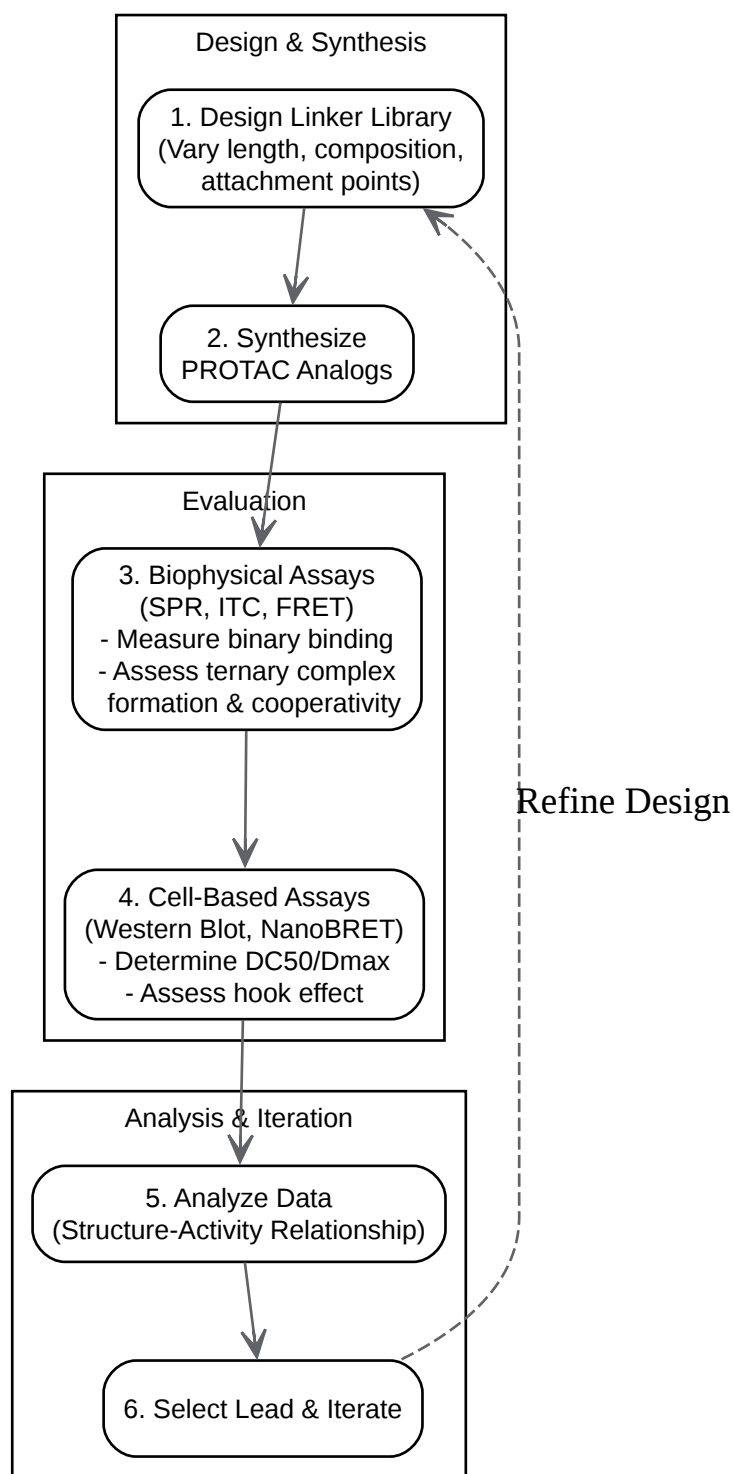 Design & Synthesis
1. Design Linker Library
(Vary length, composition,
attachment points)
2. Synthesize
PROTAC Analogs
Evaluation
3. Biophysical Assays
(SPR, ITC, FRET)
- Measure binary binding
- Assess ternary complex
formation & cooperativity
Refine Design
4. Cell-Based Assays
(Western Blot, NanoBRET)
- Determine DC50/Dmax
- Assess hook effect
Analysis & Iteration
5. Analyze Data
(Structure-Activity Relationship)
6. Select Lead & Iterate